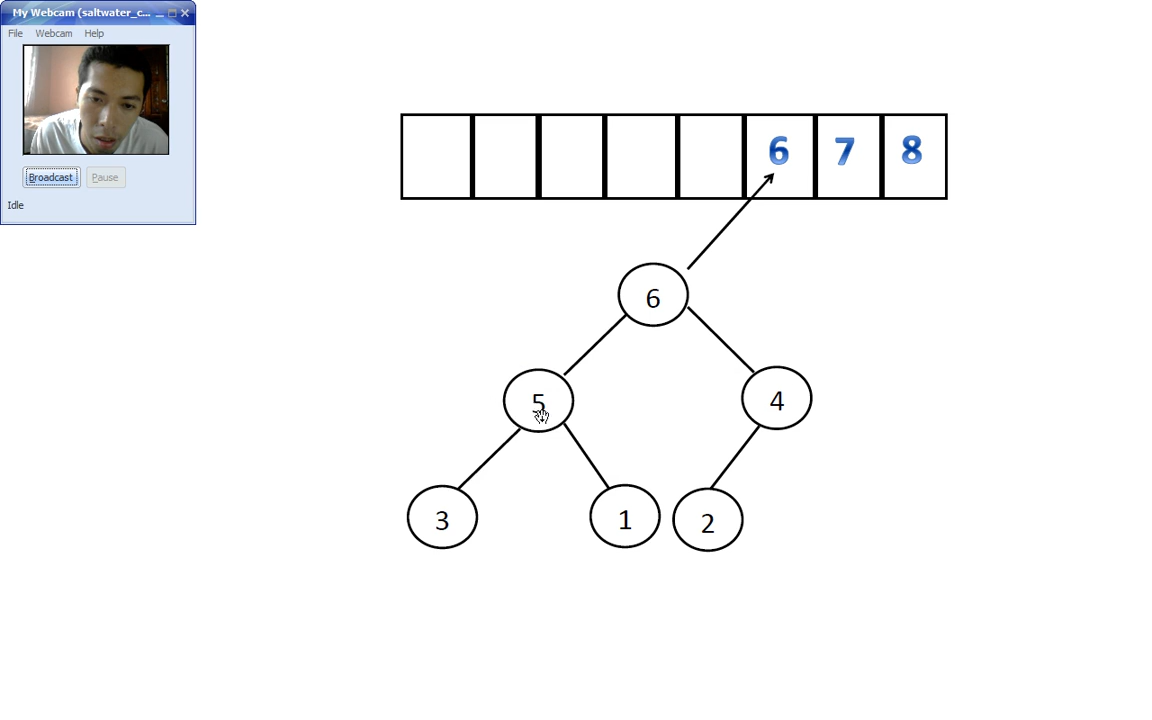 My Webcam (saltwater_c...
File Webcam Help
Broadcast Pause
Idle
6 7 8
6
5 4
3 1 2